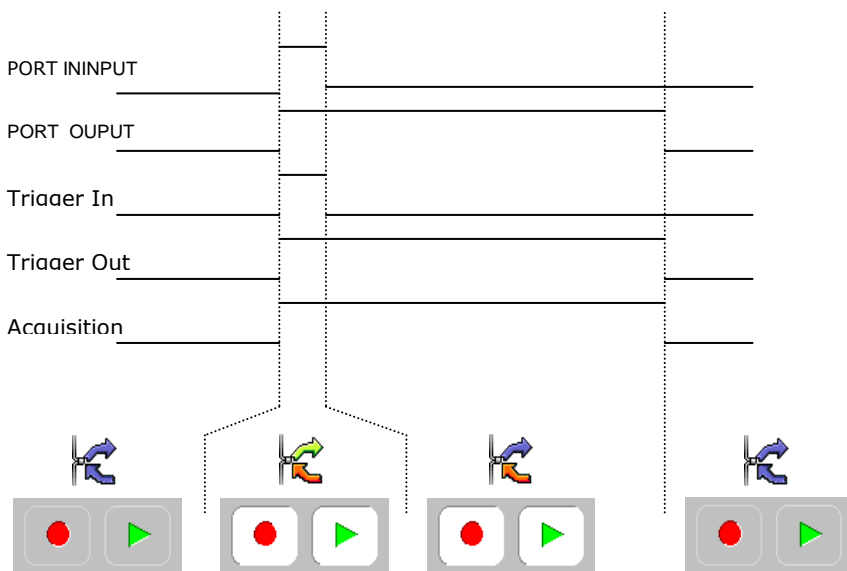 PORT ININPUT
PORT OUPUT
Trigger In
Trigger Out
Acquisition